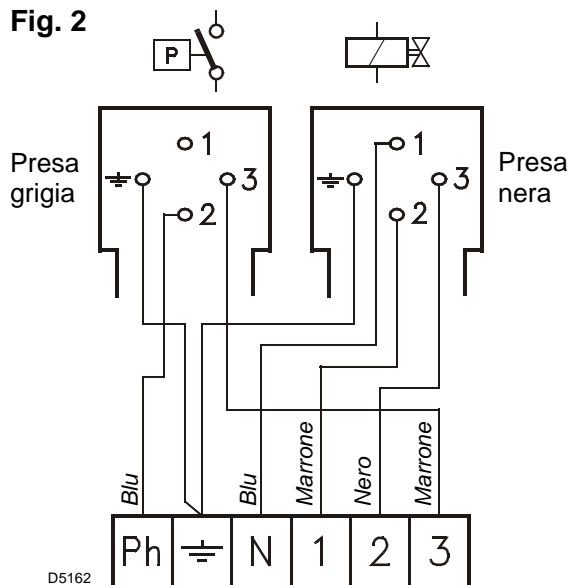 Fig. 2
P
Presa
grigia
1
3
2
1
3
2
Presa
nera
Blu
Blu
Marrone
Nero
Marrone
Ph
N
1
2
3
D5162